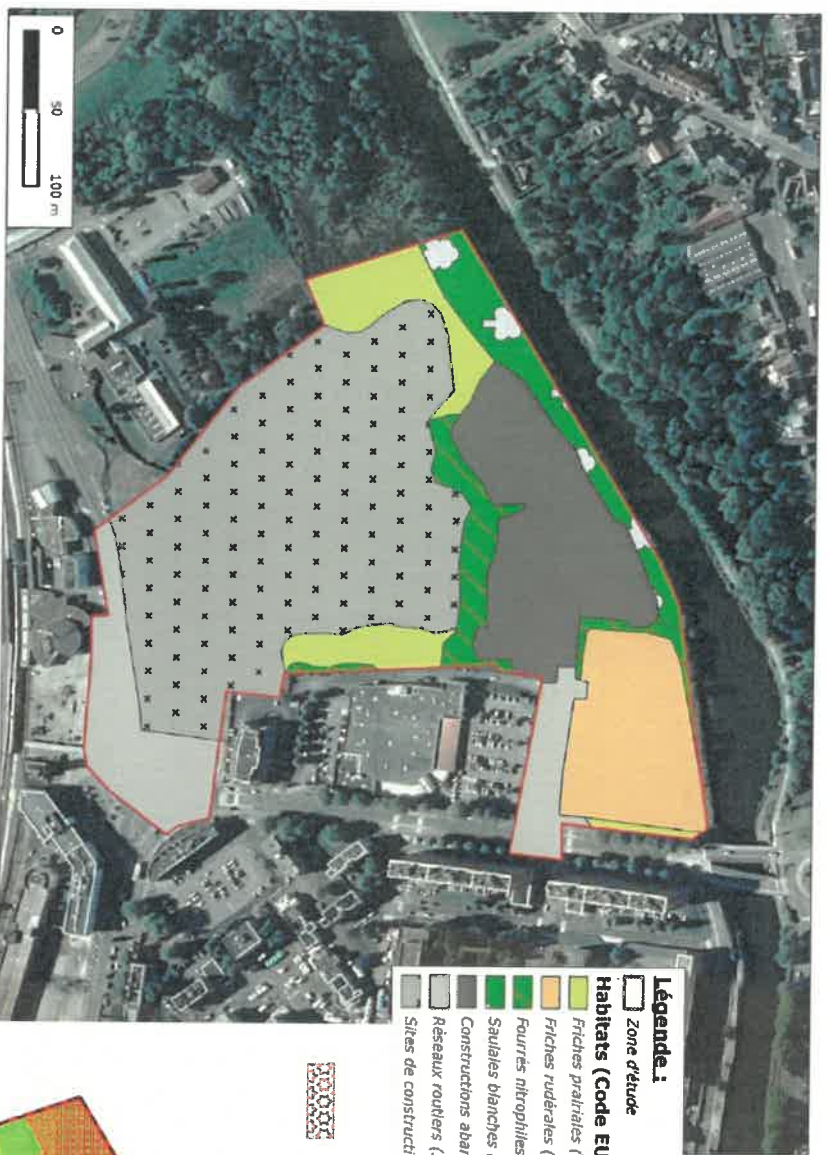 Légende :
Zone d'étude
Habitats (Code EU
Friches prairiales (
Friches rudérales (
Fourrés nitrophiles
Saulaies blanches
Constructions aban
Réseaux routiers (
Sites de constructi
0 50 100 m